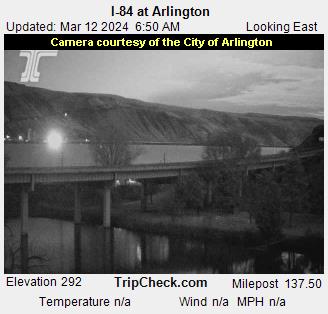 I-84 at Arlington
Updated: Mar 12 2024 6:50 AM Looking East
Camera courtesy of the City of Arlington
Elevation 292 TripCheck.com Milepost 137.50
Temperature n/a Wind n/a MPH n/a